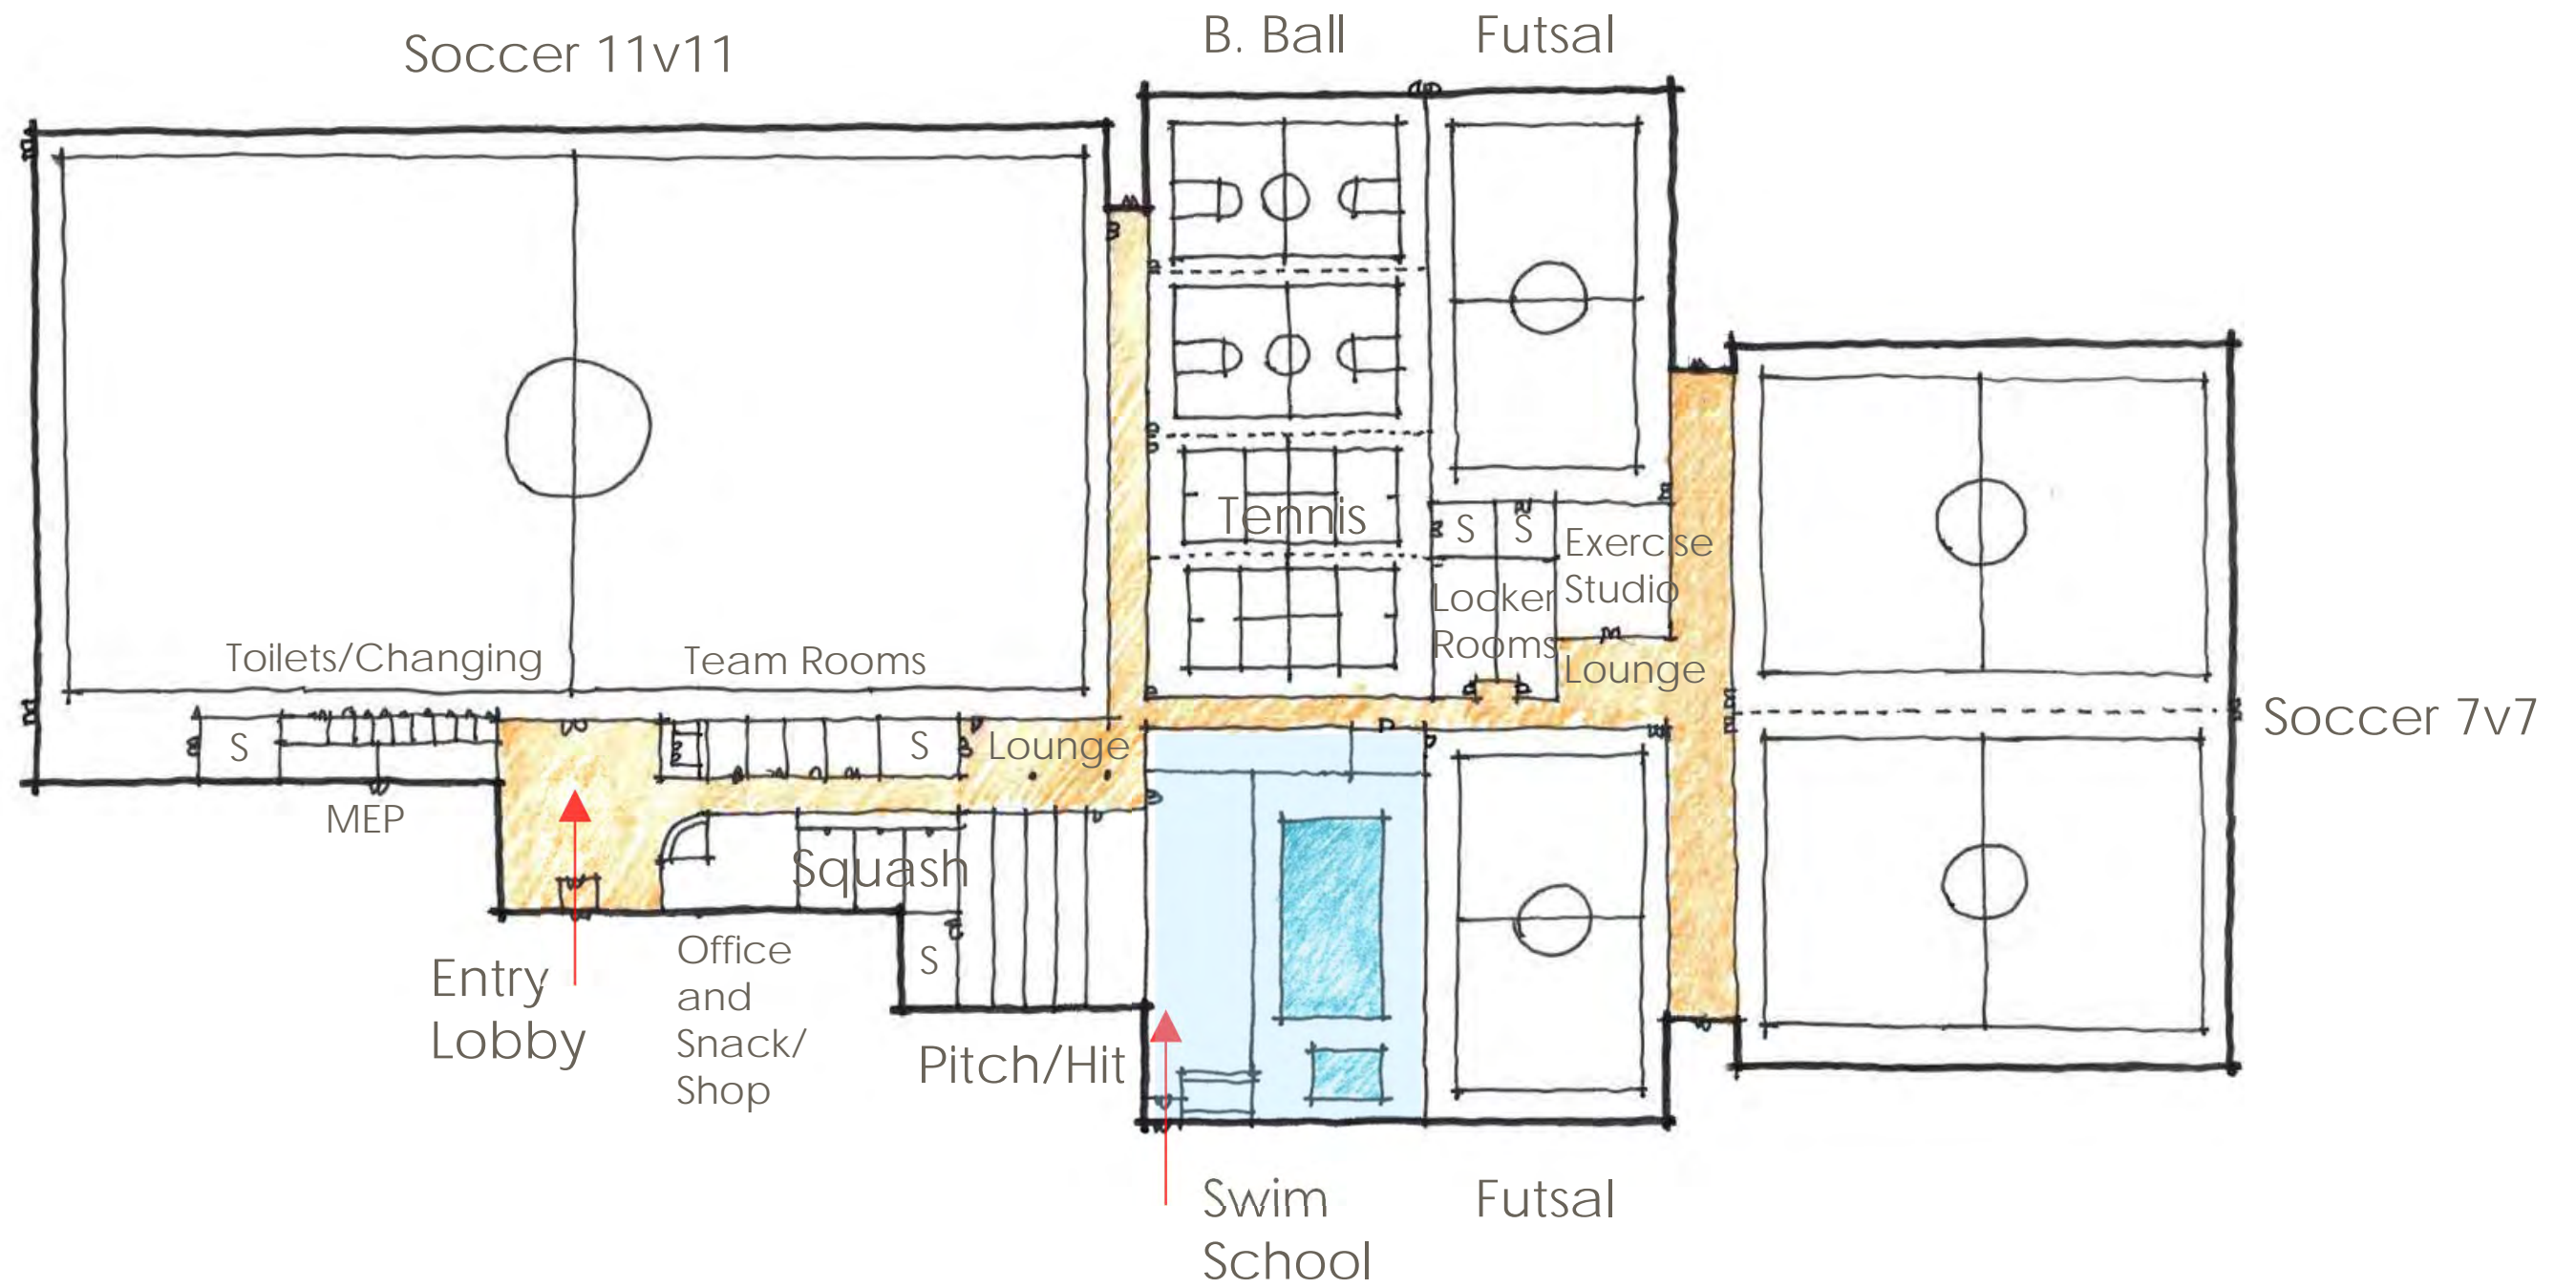 Soccer 11v11
B. Ball
Futsal
Tennis
S
S
Exercise
Studio
Locker
Rooms
Lounge
Toilets/Changing
Team Rooms
Soccer 7v7
S
S
Lounge
MEP
Squash
S
Entry
Lobby
Office
and
Snack/
Shop
Pitch/Hit
Swim
School
Futsal